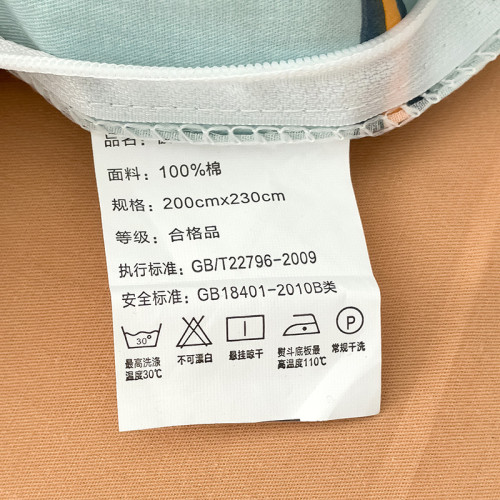 品名：
面料：100%棉
规格：200cmx230cm
等级：合格品
执行标准：GB/T22796-2009
安全标准：GB18401-2010B类
30°
P
最高洗涤
温度30℃
不可漂白
悬挂晾干
熨斗底板最
高温度110℃
常规干洗